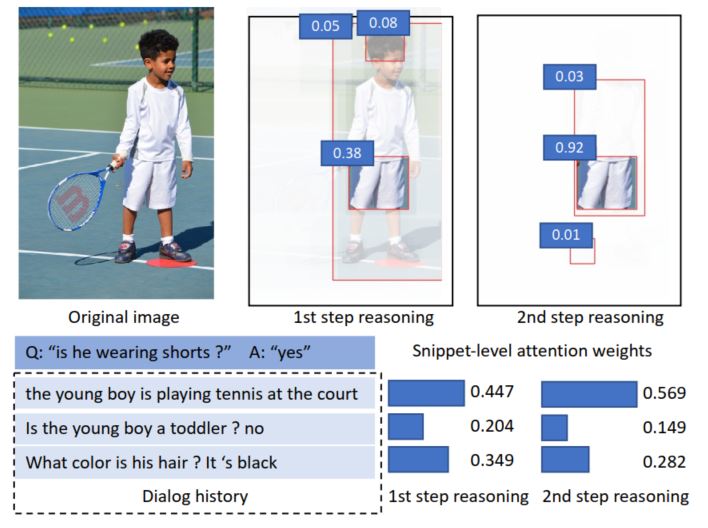 0.05 0.08
0.38
0.03
0.92
0.01
Original image 1st step reasoning 2nd step reasoning
Q: “is he wearing shorts ?” A: “yes”
Snippet-level attention weights
the young boy is playing tennis at the court 0.447 0.569
Is the young boy a toddler ? no 0.204 0.149
What color is his hair ? It ‘s black 0.349 0.282
Dialog history 1st step reasoning 2nd step reasoning